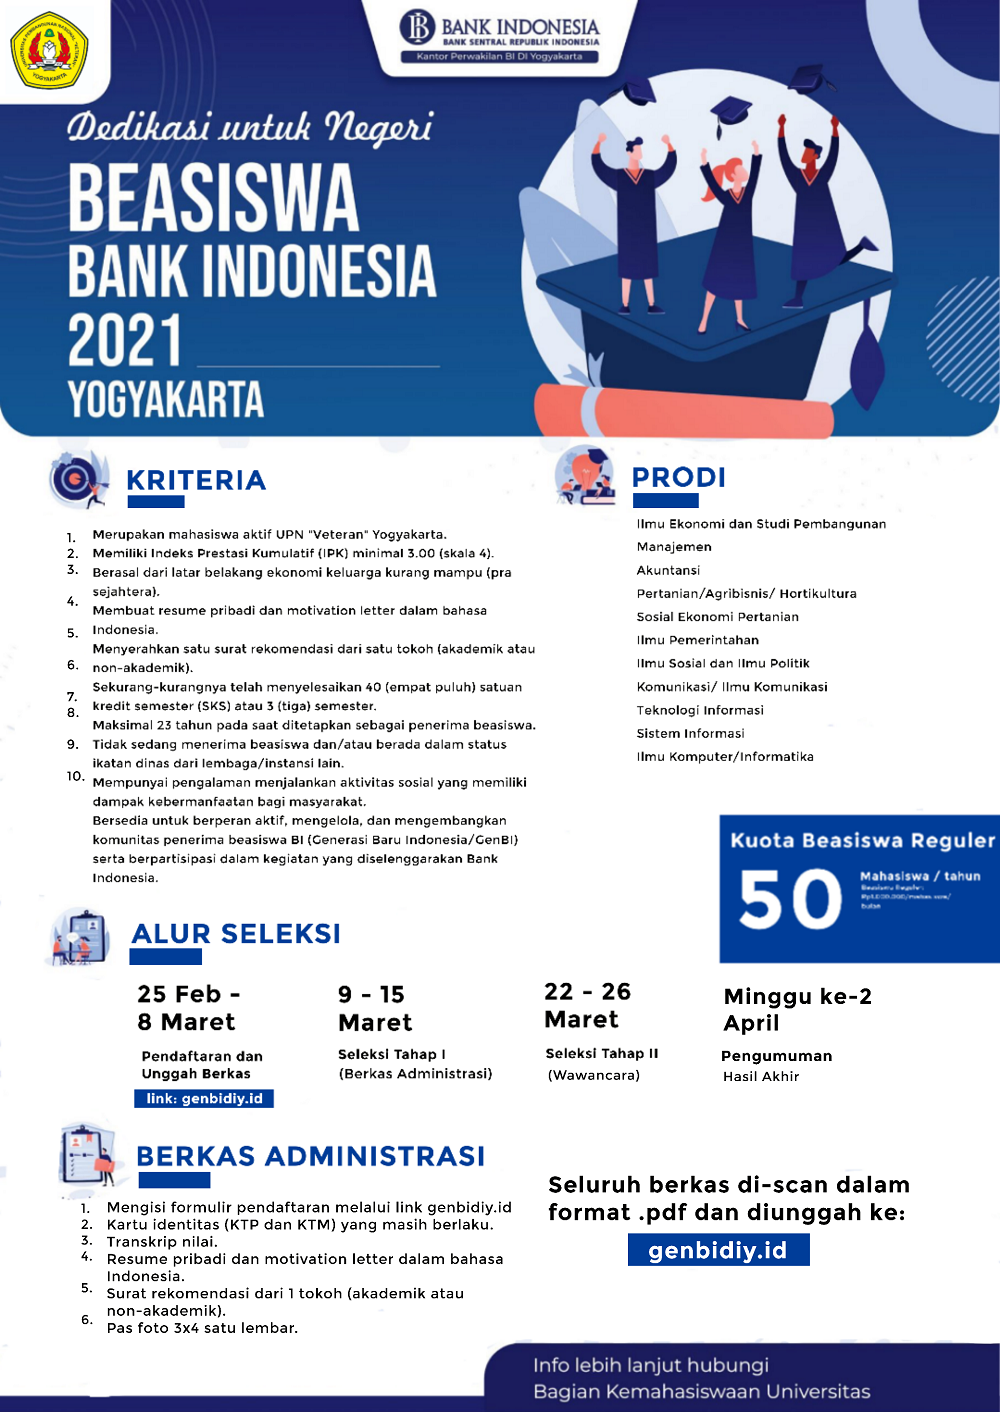 BANK INDONESIA
BANK SENTRAL REPUBLIK INDONESIA
Kantor Perwakilan BI DI Yogyakarta
YOGYAKARTA
Dedikasi untuk Negeri
BEASISWA
BANK INDONESIA
2021
YOGYAKARTA
KRITERIA
1. Merupakan mahasiswa aktif UPN "Veteran" Yogyakarta.
2. Memiliki Indeks Prestasi Kumulatif (IPK) minimal 3.00 (skala 4).
3. Berasal dari latar belakang ekonomi keluarga kurang mampu (pra
sejahtera).
4. Membuat resume pribadi dan motivation letter dalam bahasa
Indonesia.
5. Menyerahkan satu surat rekomendasi dari satu tokoh (akademik atau
non-akademik).
6. Sekurang-kurangnya telah menyelesaikan 40 (empat puluh) satuan
kredit semester (SKS) atau 3 (tiga) semester.
7. Maksimal 23 tahun pada saat ditetapkan sebagai penerima beasiswa.
8. Tidak sedang menerima beasiswa dan/atau berada dalam status
ikatan dinas dari lembaga/instansi lain.
9. Mempunyai pengalaman menjalankan aktivitas sosial yang memiliki
dampak kebermanfaatan bagi masyarakat.
10. Bersedia untuk berperan aktif, mengelola, dan mengembangkan
komunitas penerima beasiswa BI (Generasi Baru Indonesia/GenBI)
serta berpartisipasi dalam kegiatan yang diselenggarakan Bank
Indonesia.
PRODI
Ilmu Ekonomi dan Studi Pembangunan
Manajemen
Akuntansi
Pertanian/Agribisnis/ Hortikultura
Sosial Ekonomi Pertanian
Ilmu Pemerintahan
Ilmu Sosial dan Ilmu Politik
Komunikasi/ Ilmu Komunikasi
Teknologi Informasi
Sistem Informasi
Ilmu Komputer/Informatika
Kuota Beasiswa Reguler
50
Mahasiswa / tahun
Beasiswa Reguler:
bulan
ALUR SELEKSI
25 Feb -
8 Maret
Pendaftaran dan
Unggah Berkas
link: genbidiy.id
9 - 15
Maret
Seleksi Tahap I
(Berkas Administrasi)
22 - 26
Maret
Seleksi Tahap II
(Wawancara)
Minggu ke-2
April
Pengumuman
Hasil Akhir
BERKAS ADMINISTRASI
1. Mengisi formulir pendaftaran melalui link genbidiy.id
2. Kartu identitas (KTP dan KTM) yang masih berlaku.
3. Transkrip nilai.
4. Resume pribadi dan motivation letter dalam bahasa
Indonesia.
5. Surat rekomendasi dari 1 tokoh (akademik atau
non-akademik).
6. Pas foto 3x4 satu lembar.
Seluruh berkas di-scan dalam
format .pdf dan diunggah ke:
genbidiy.id
Info lebih lanjut hubungi
Bagian Kemahasiswaan Universitas